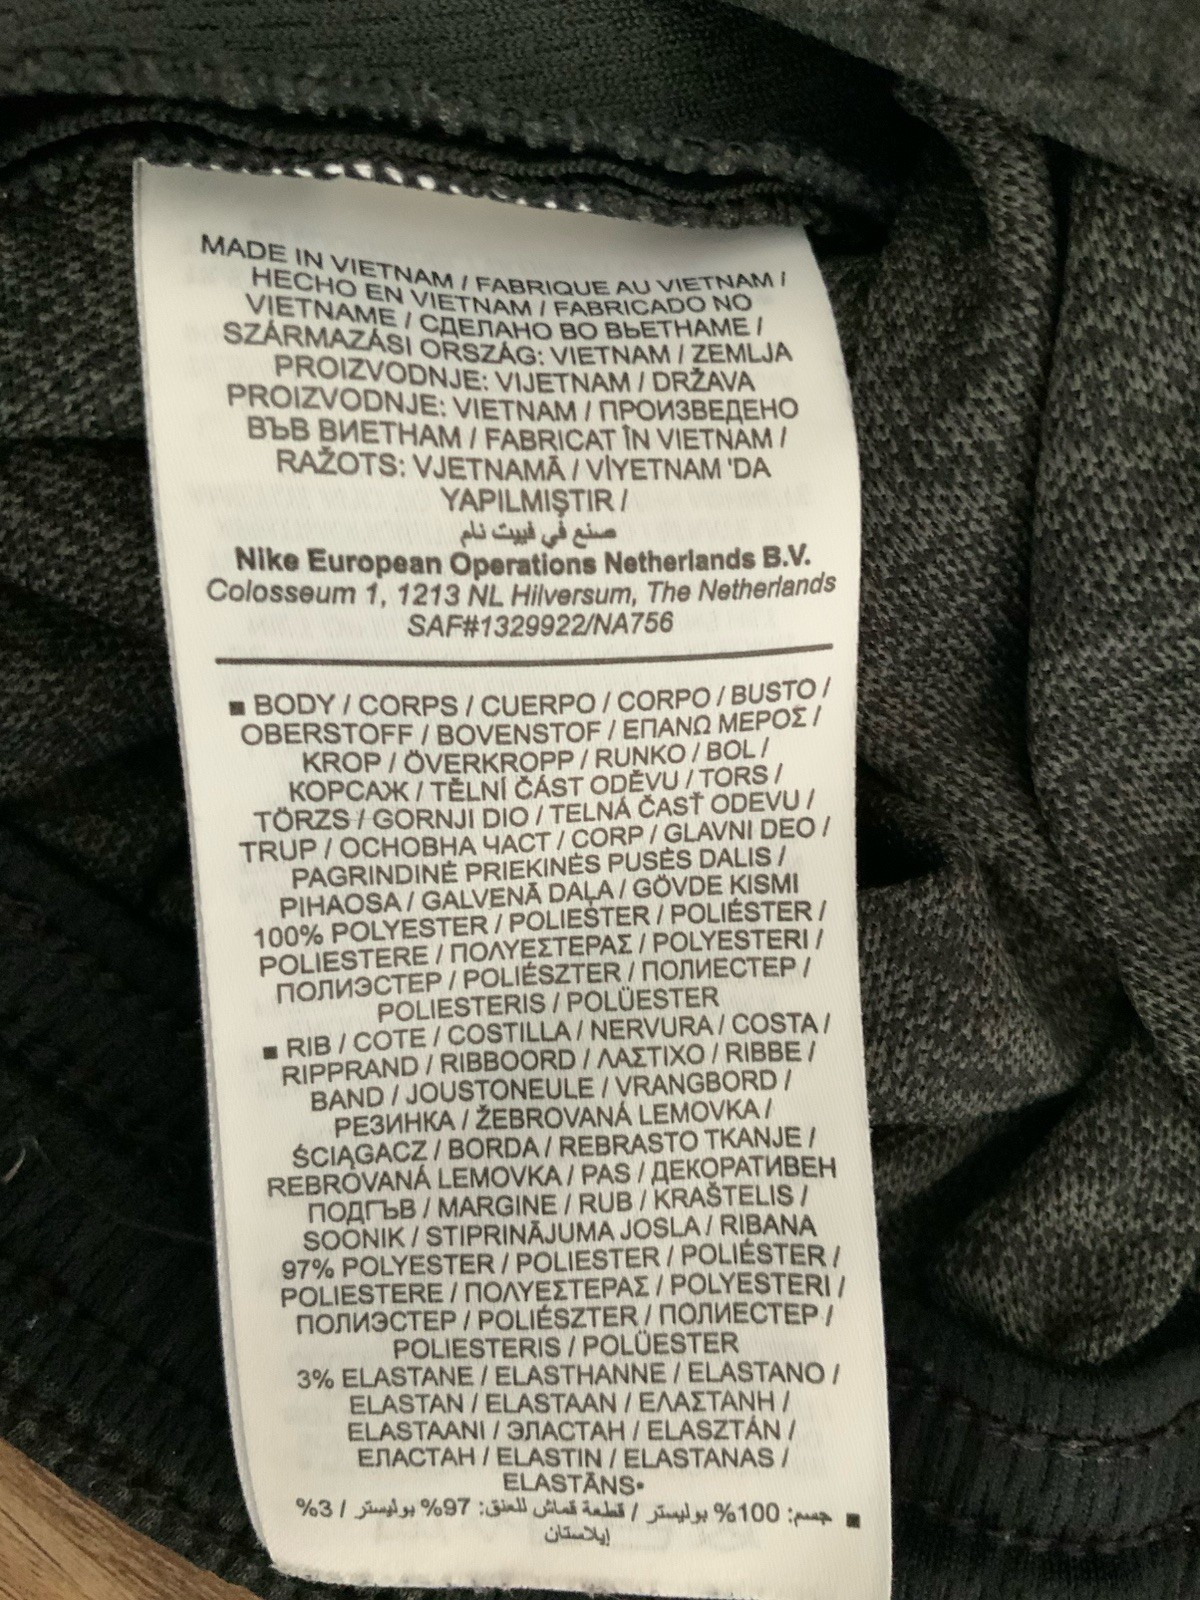 MADE IN VIETNAM / FABRIQUE AU VIETNAM /
HECHO EN VIETNAM / FABRICADO NO
VIETNAME / СДЕЛАНО ВО ВЬЕТНАМЕ /
SZÁRMAZÁSI ORSZÁG: VIETNAM / ZEMLJA
PROIZVODNJE: VIJETNAM / DRŽAVA
PROIZVODNJE: VIETNAM / ПРОИЗВЕДЕНО
ВЪВ ВИЕТНАМ / FABRICAT ÎN VIETNAM /
RAŽOTS: VJETNAMĀ / VİYETNAM 'DA
YAPILMIŞTIR /
صنع في فييت نام
Nike European Operations Netherlands B.V.
Colosseum 1, 1213 NL Hilversum, The Netherlands
SAF#1329922/NA756
■ BODY / CORPS / CUERPO / CORPO / BUSTO /
OBERSTOFF / BOVENSTOF / ΕΠΑΝΩ ΜΕΡΟΣ /
KROP / ÖVERKROPP / RUNKO / BOL /
КОРСАЖ / TĚLNÍ ČÁST ODĚVU / TORS /
TÖRZS / GORNJI DIO / TELNÁ ČASŤ ODEVU /
TRUP / ОСНОВНА ЧАСТ / CORP / GLAVNI DEO /
PAGRINDINĖ PRIEKINĖS PUSĖS DALIS /
PIHAOSA / GALVENĀ DAĻA / GÖVDE KISMI
100% POLYESTER / POLIESTER / POLIÉSTER /
POLIESTERE / ΠΟΛΥΕΣΤΕΡΑΣ / POLYESTERI /
ПОЛИЭСТЕР / POLIÉSZTER / ПОЛИЕСТЕР /
POLIESTERIS / POLÜESTER
■ RIB / COTE / COSTILLA / NERVURA / COSTA /
RIPPRAND / RIBBOORD / ΛΑΣΤΙΧΟ / RIBBE /
BAND / JOUSTONEULE / VRANGBORD /
РЕЗИНКА / ŽEBROVANÁ LEMOVKA /
ŚCIĄGACZ / BORDA / REBRASTO TKANJE /
REBROVANÁ LEMOVKA / PAS / ДЕКОРАТИВЕН
ПОДГЪВ / MARGINE / RUB / KRAŠTELIS /
SOONIK / STIPRINĀJUMA JOSLA / RIBANA
97% POLYESTER / POLIESTER / POLIÉSTER /
POLIESTERE / ΠΟΛΥΕΣΤΕΡΑΣ / POLYESTERI /
ПОЛИЭСТЕР / POLIÉSZTER / ПОЛИЕСТЕР /
POLIESTERIS / POLÜESTER
3% ELASTANE / ELASTHANNE / ELASTANO /
ELASTAN / ELASTAAN / ΕΛΑΣΤΑΝΗ /
ELASTAANI / ЭЛАСТАН / ELASZTÁN /
ЕЛАСТАН / ELASTIN / ELASTANAS /
ELASTĀNS•
■ جسم: 100% بوليستر / قطعة قماش للعنق: 97% بوليستر / 3%
إيلاستان